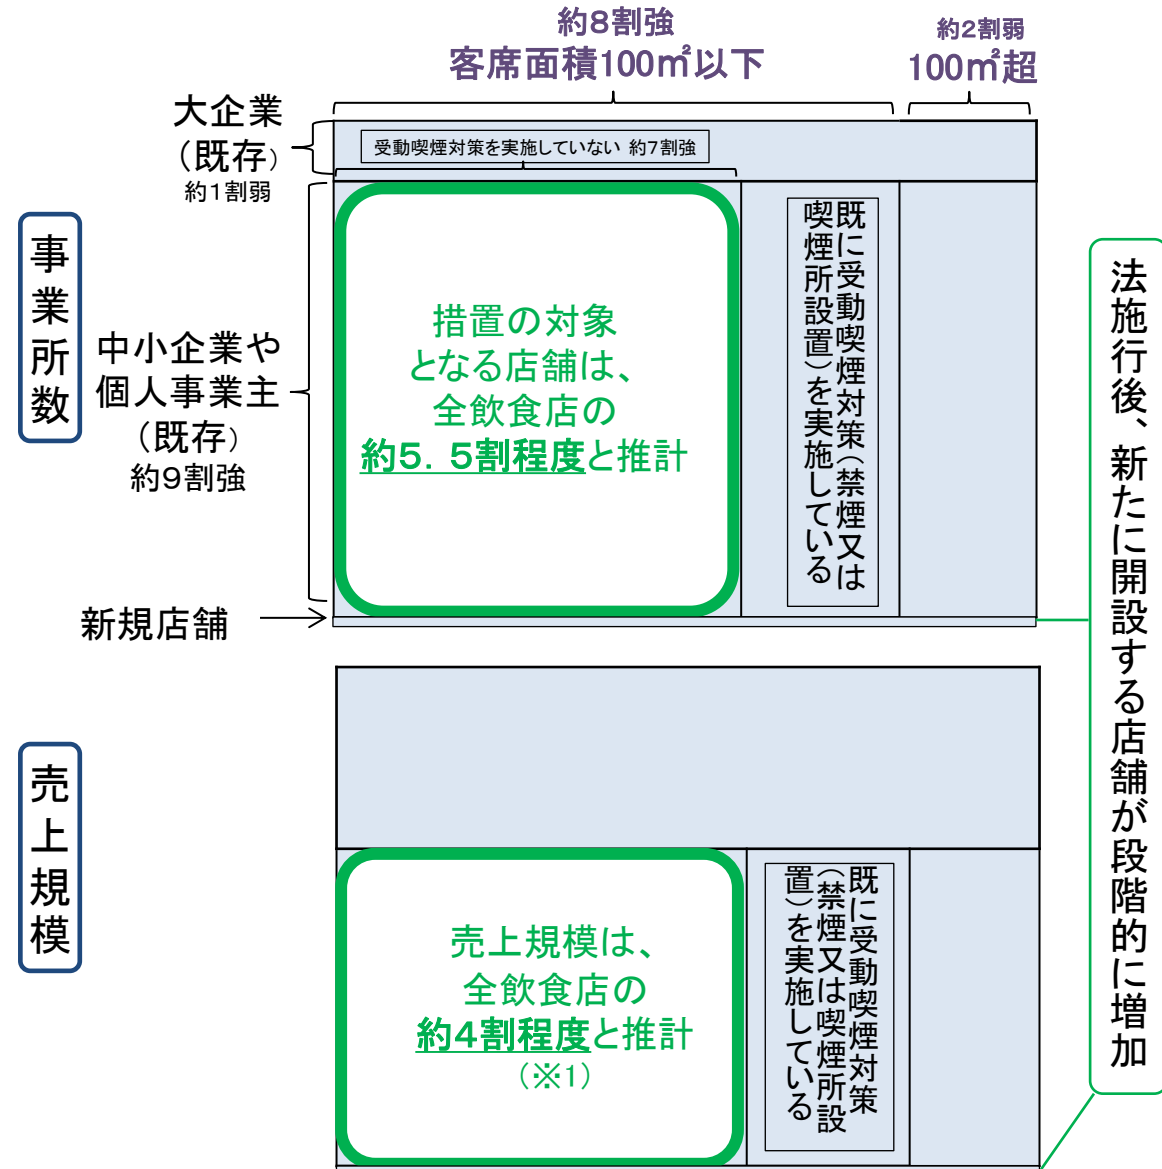 約8割強
客席面積100㎡以下
約2割弱
100㎡超
大企業
（既存）
約1割弱
受動喫煙対策を実施していない 約7割強
事業所数
中小企業や
個人事業主
（既存）
約9割強
措置の対象
となる店舗は、
全飲食店の
約5．5割程度と推計
既に受動喫煙対策（禁煙又は
喫煙所設置）を実施している
新規店舗
法施行後、新たに開設する店舗が段階的に増加
売上規模
売上規模は、
全飲食店の
約4割程度と推計
（※1）
既に受動喫煙対策
（禁煙又は喫煙所設
置）を実施している